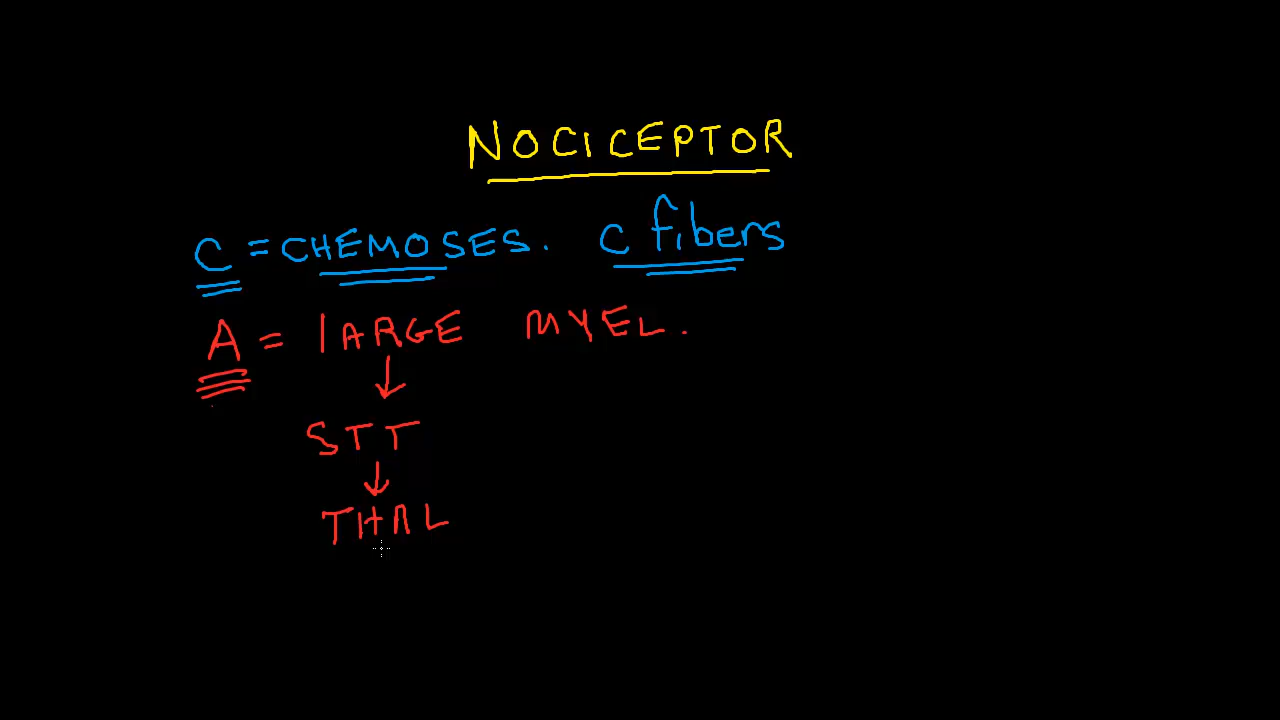 NOCICEPTOR
C = CHEMOSES. C fibers
A = lARGE MYEL.
STT
THAL